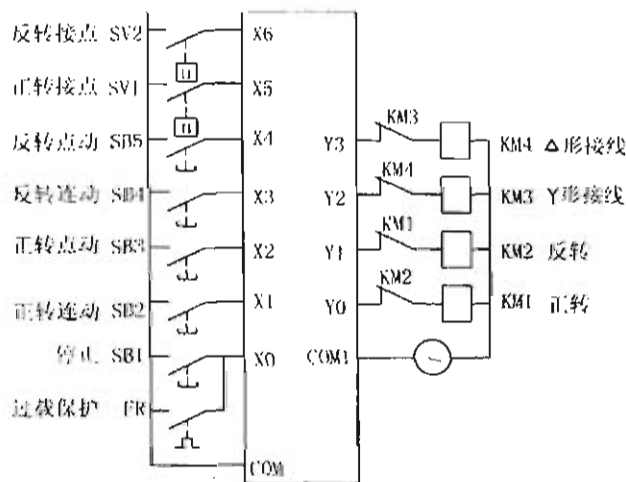 反转接点 SV2
X6
正转接点 SV1
n
X5
反转点动 SB5
n
X4
反转连动 SB4
X3
正转点动 SB3
X2
正转连动 SB2
X1
停止 SB1
X0
过载保护 FR
COM
Y3 KM3 KM4 Δ形接线
Y2 KM4 KM3 Y形接线
Y1 KM1 KM2 反转
Y0 KM2 KM1 正转
COM1